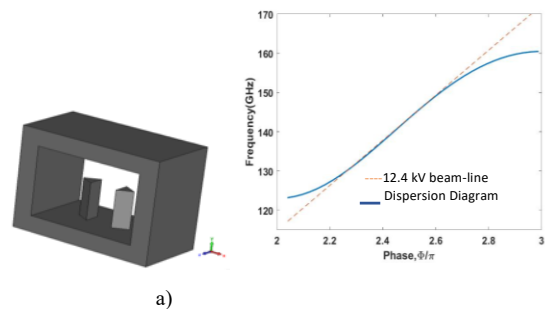 170
160
150
140
130
120
Frequency(GHz)
12.4 kV beam-line
Dispersion Diagram
2
2.2
2.4
2.6
2.8
3
Phase,Φ/π
a)